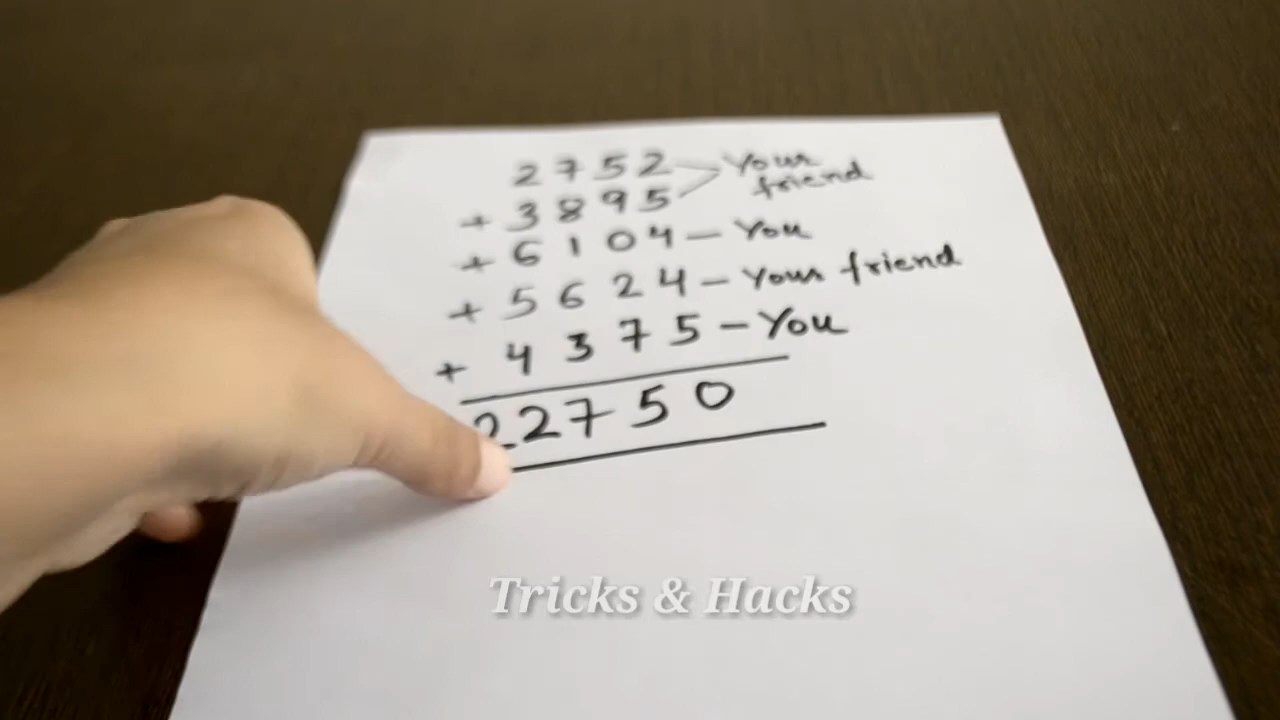 2752 Your
friend
+ 3895
+ 6104 - You
+ 5624 - Your friend
+ 4375 - You
22750
Tricks & Hacks